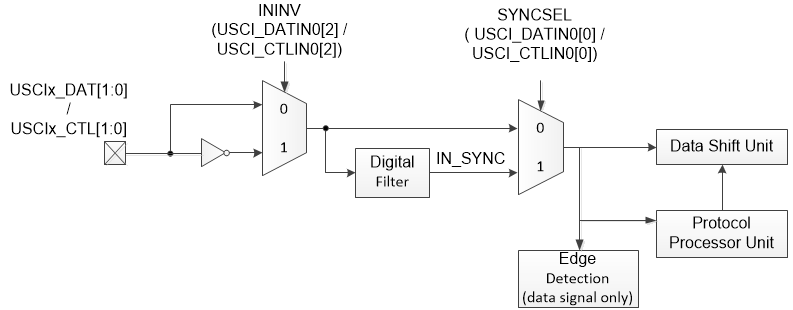 ININV
(USCI_DATIN0[2] /
USCI_CTLIN0[2])
SYNCSEL
( USCI_DATIN0[0] /
USCI_CTLIN0[0])
USCIx_DAT[1:0]
/
USCIx_CTL[1:0]
0
1
Digital
Filter
IN_SYNC
0
1
Data Shift Unit
Protocol
Processor Unit
Edge
Detection
(data signal only)